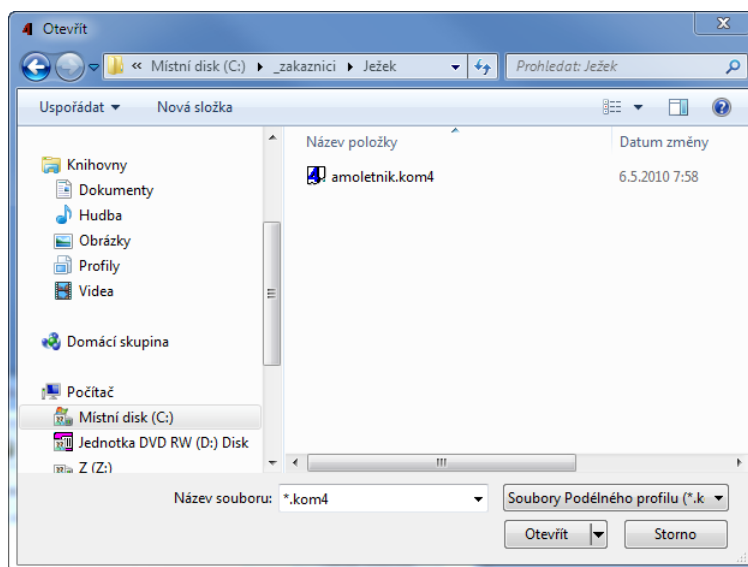 Otevřít
« Místní disk (C:) ▸ _zakaznici ▸ Ježek
Prohledat: Ježek
Uspořádat
Nová složka
Název položky
Datum změny
amoletnik.kom4
6.5.2010 7:58
Knihovny
Dokumenty
Hudba
Obrázky
Profily
Videa
Domácí skupina
Počítač
Místní disk (C:)
Jednotka DVD RW (D:) Disk
Z (Z:)
Název souboru:
*.kom4
Soubory Podélného profilu (*.k
Otevřít
Storno